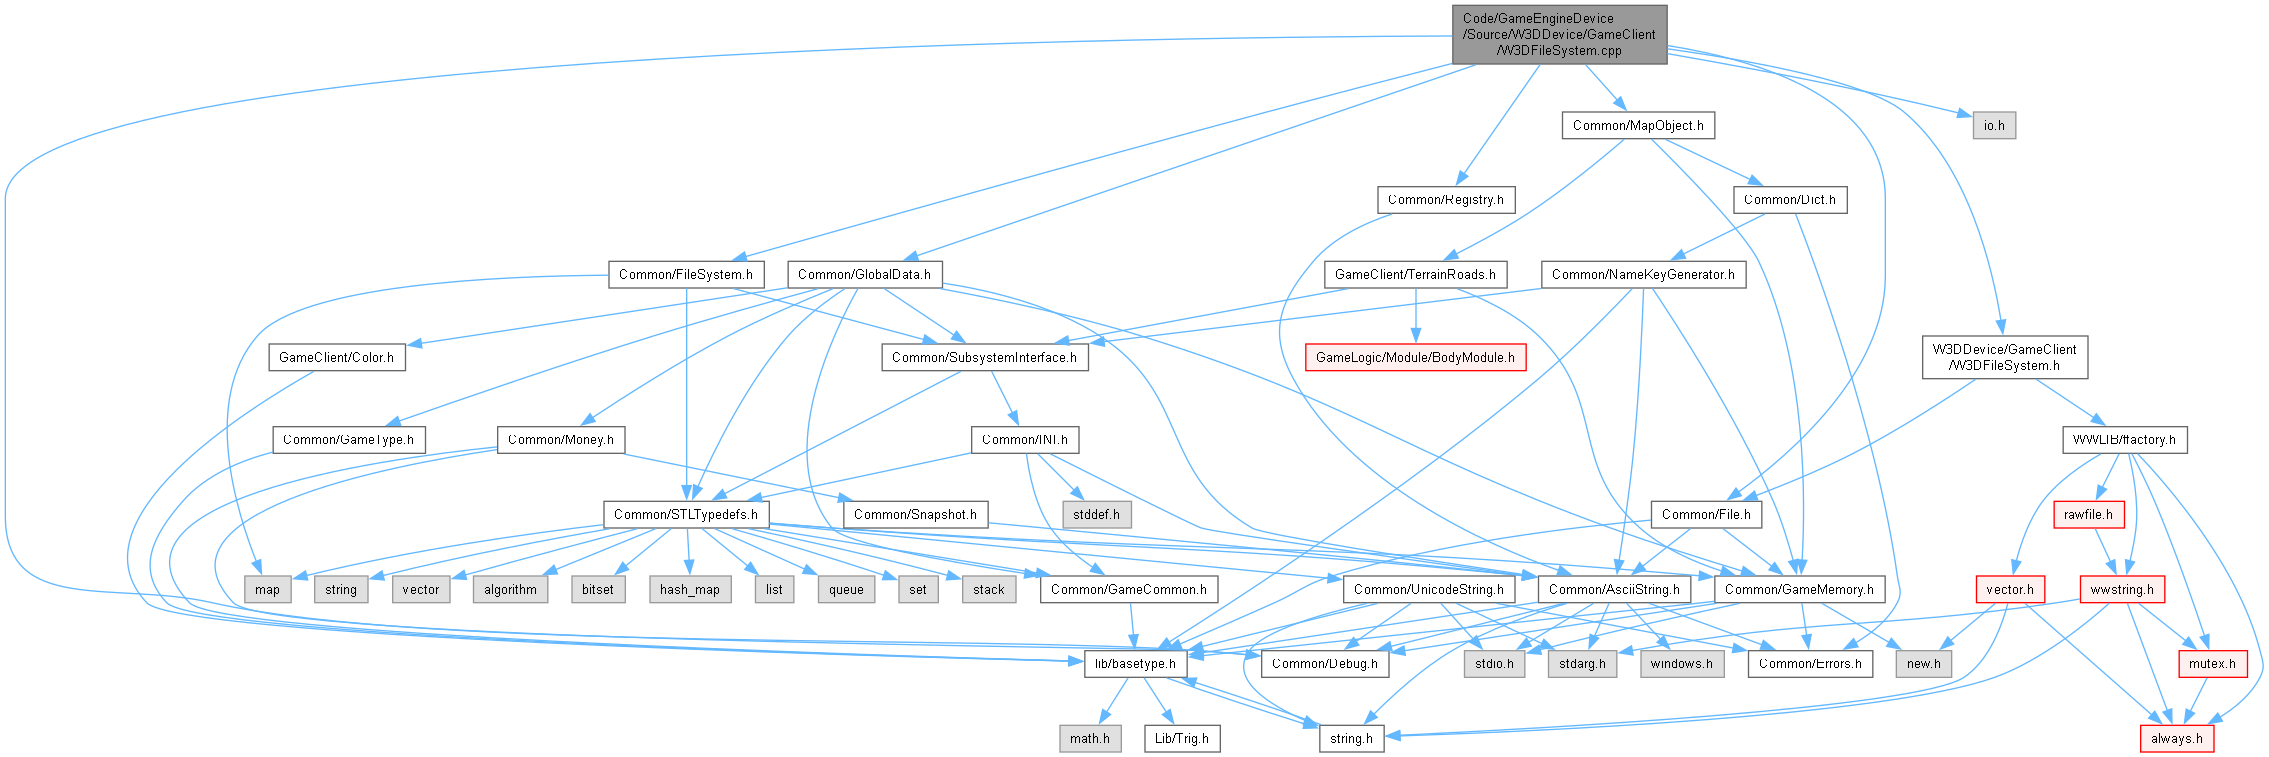 Code/GameEngineDevice
/Source/W3DDevice/GameClient
/W3DFileSystem.cpp
Common/MapObject.h
io.h
Common/Registry.h
Common/Dict.h
Common/FileSystem.h
Common/GlobalData.h
GameClient/TerrainRoads.h
Common/NameKeyGenerator.h
GameClient/Color.h
Common/SubsystemInterface.h
GameLogic/Module/BodyModule.h
W3DDevice/GameClient
/W3DFileSystem.h
Common/GameType.h
Common/Money.h
Common/INI.h
WWLIB/ffactory.h
Common/STLTypedefs.h
Common/Snapshot.h
stddef.h
Common/File.h
rawfile.h
map
string
vector
algorithm
bitset
hash_map
list
queue
set
stack
Common/GameCommon.h
Common/UnicodeString.h
Common/AsciiString.h
Common/GameMemory.h
vector.h
wwstring.h
lib/basetype.h
Common/Debug.h
stdio.h
stdarg.h
windows.h
Common/Errors.h
new.h
mutex.h
math.h
Lib/Trig.h
string.h
always.h